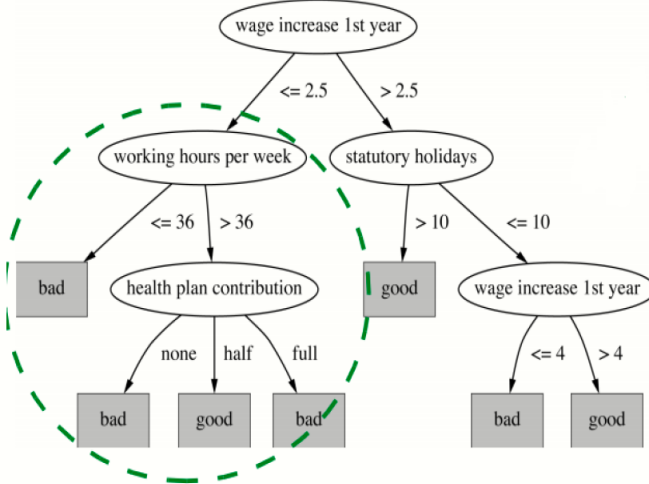 wage increase 1st year
<= 2.5 > 2.5
working hours per week statutory holidays
<= 36 > 36 > 10 <= 10
bad health plan contribution good wage increase 1st year
none half full <= 4 > 4
bad good bad bad good